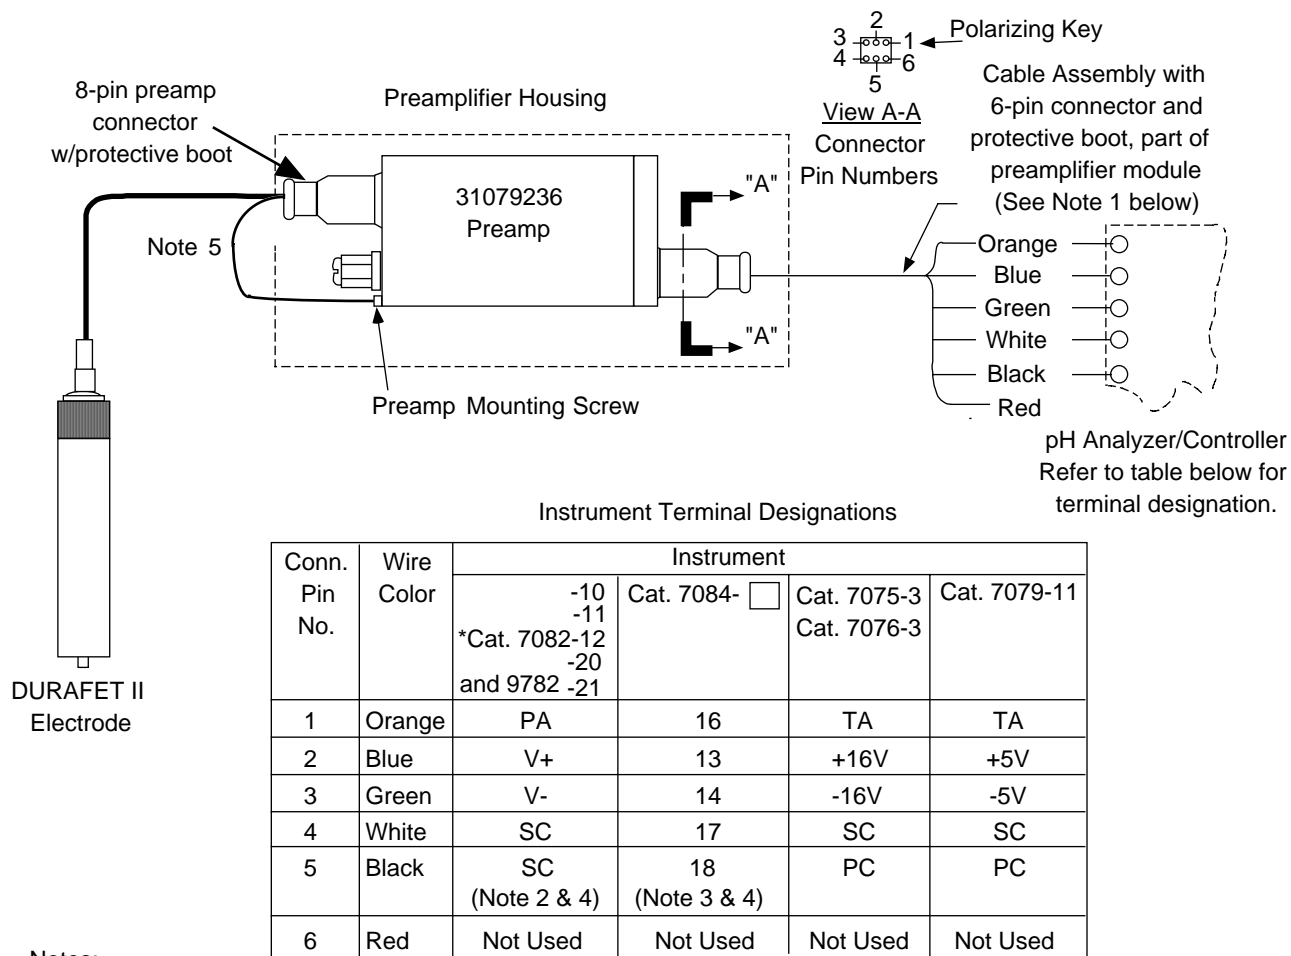 2
3 1
4 6
5
Polarizing Key
View A-A
Connector
Pin Numbers
8-pin preamp
connector
w/protective boot
Preamplifier Housing
Cable Assembly with
6-pin connector and
protective boot, part of
preamplifier module
(See Note 1 below)
31079236
Preamp
"A"
"A"
Note 5
Preamp Mounting Screw
Orange
Blue
Green
White
Black
Red
pH Analyzer/Controller
Refer to table below for
terminal designation.
DURAFET II
Electrode
Instrument Terminal Designations
Conn. Pin No. Wire Color Instrument
-10
-11
*Cat. 7082-12
-20
and 9782 -21
Cat. 7084-
Cat. 7075-3
Cat. 7076-3
Cat. 7079-11
1 Orange PA 16 TA TA
2 Blue V+ 13 +16V +5V
3 Green V- 14 -16V -5V
4 White SC 17 SC SC
5 Black SC 18 PC PC
(Note 2 & 4) (Note 3 & 4)
6 Red Not Used Not Used Not Used Not Used